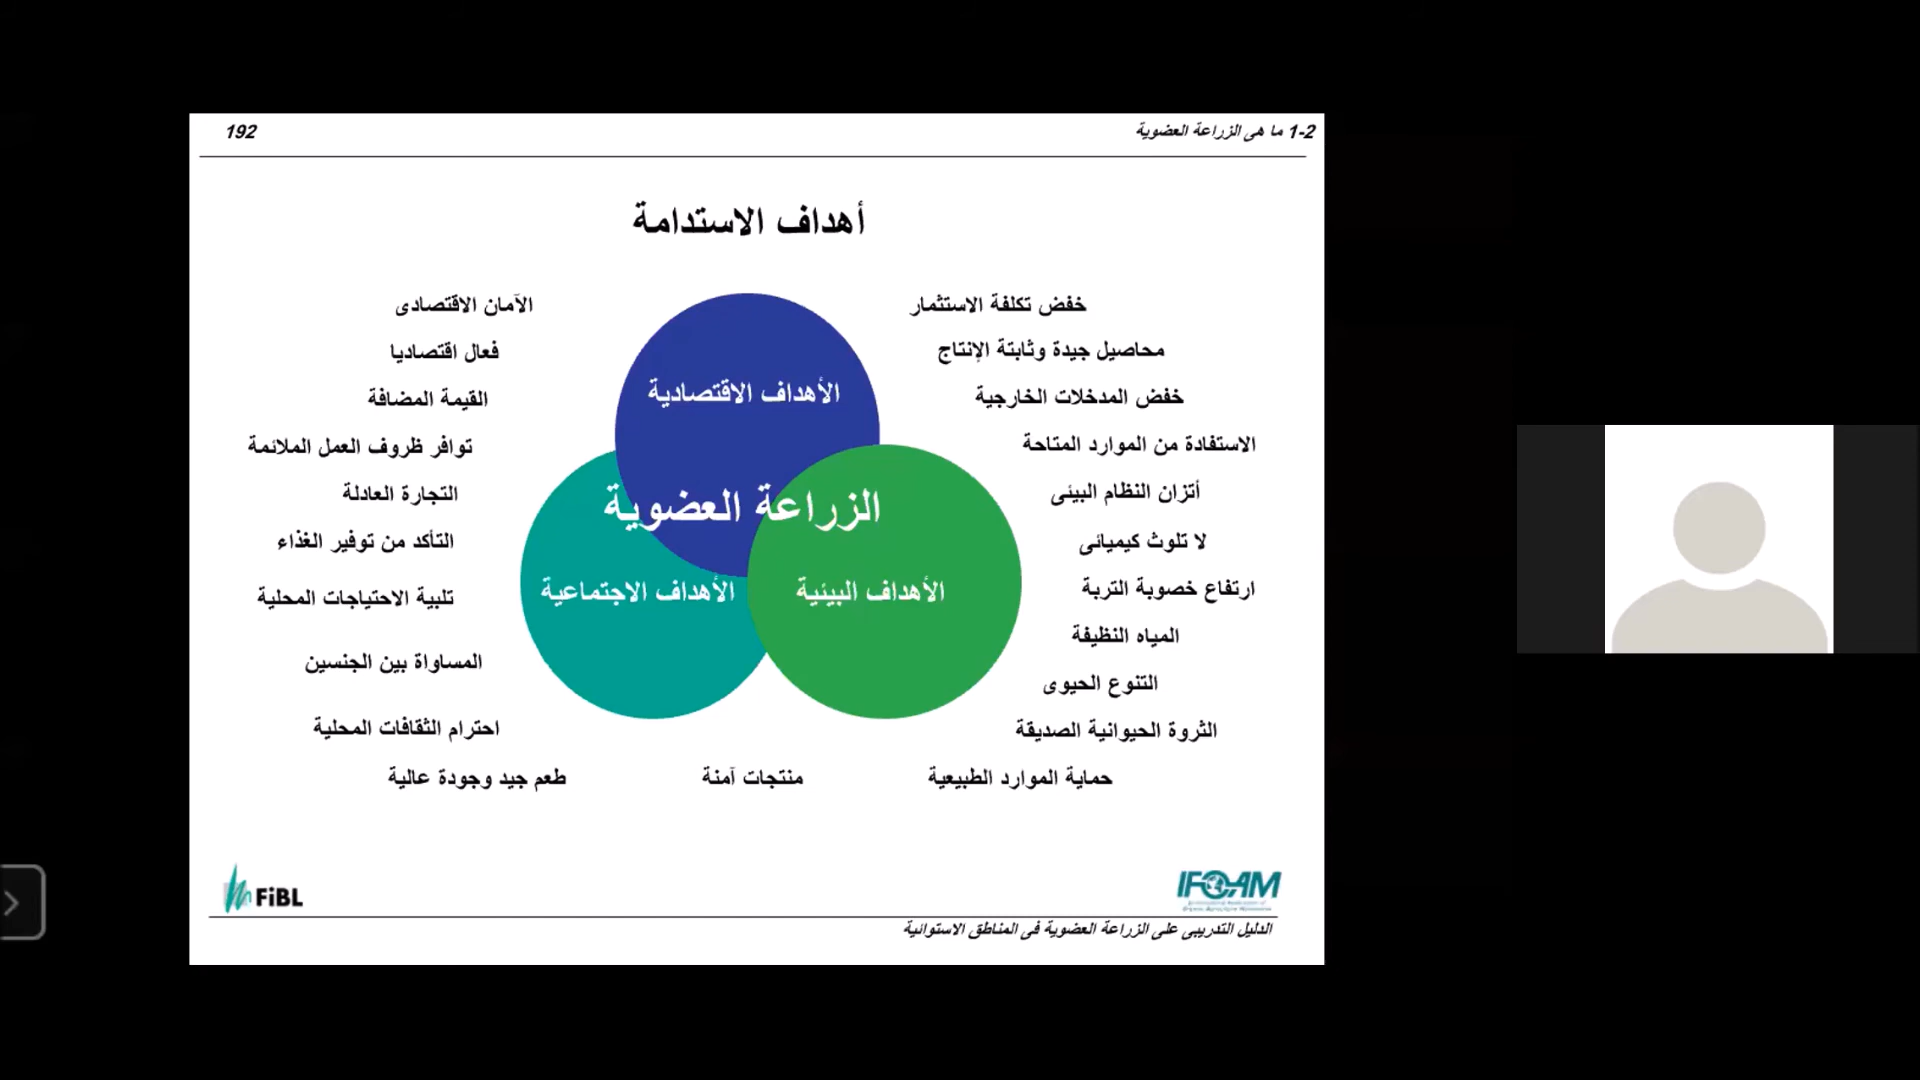 1-2 ما هى الزراعة العضوية
192
أهداف الاستدامة
خفض تكلفة الاستثمار
محاصيل جيدة وثابتة الإنتاج
خفض المدخلات الخارجية
الاستفادة من الموارد المتاحة
أتزان النظام البيئى
لا تلوث كيميائى
ارتفاع خصوبة التربة
المياه النظيفة
التنوع الحيوى
الثروة الحيوانية الصديقة
حماية الموارد الطبيعية
الأهداف الاقتصادية
الزراعة العضوية
الأهداف البيئية
الأهداف الاجتماعية
منتجات آمنة
الآمان الاقتصادى
فعال اقتصاديا
القيمة المضافة
توافر ظروف العمل الملائمة
التجارة العادلة
التأكد من توفير الغذاء
تلبية الاحتياجات المحلية
المساواة بين الجنسين
احترام الثقافات المحلية
طعم جيد وجودة عالية
IFOAM
FiBL
الدليل التدريبى على الزراعة العضوية فى المناطق الاستوائية